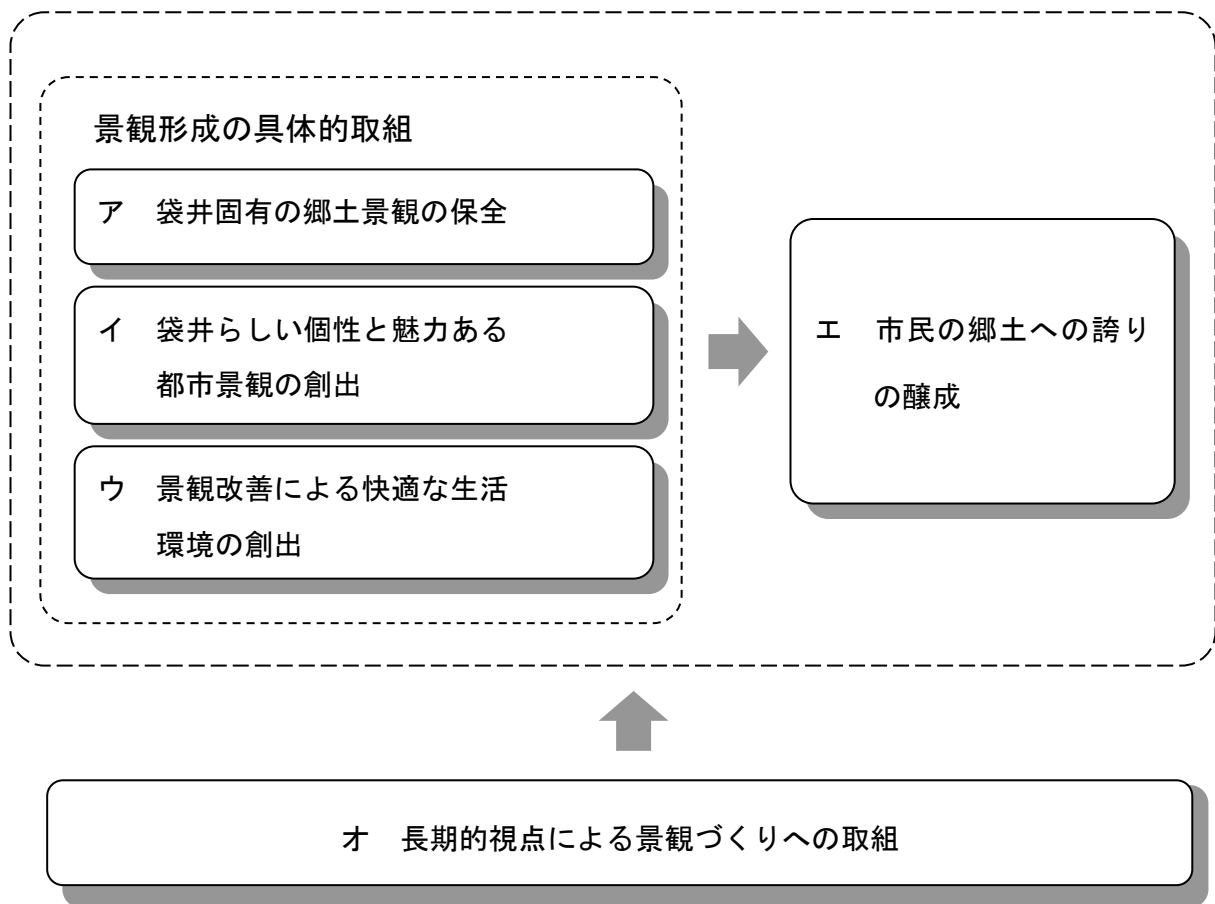 景観形成の具体的取組
ア 袋井固有の郷土景観の保全
イ 袋井らしい個性と魅力ある
都市景観の創出
ウ 景観改善による快適な生活
環境の創出
エ 市民の郷土への誇り
の醸成
オ 長期的視点による景観づくりへの取組